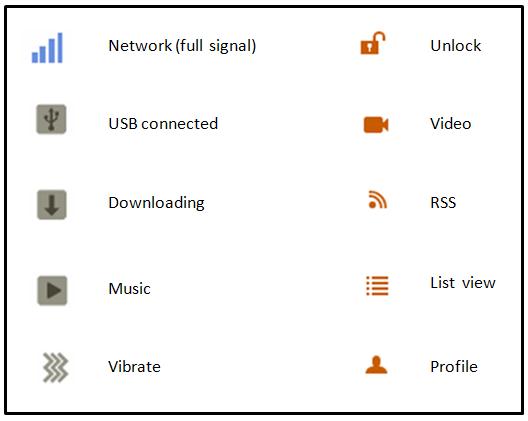 Network (full signal)
Unlock
USB connected
Video
Downloading
RSS
Music
List view
Vibrate
Profile